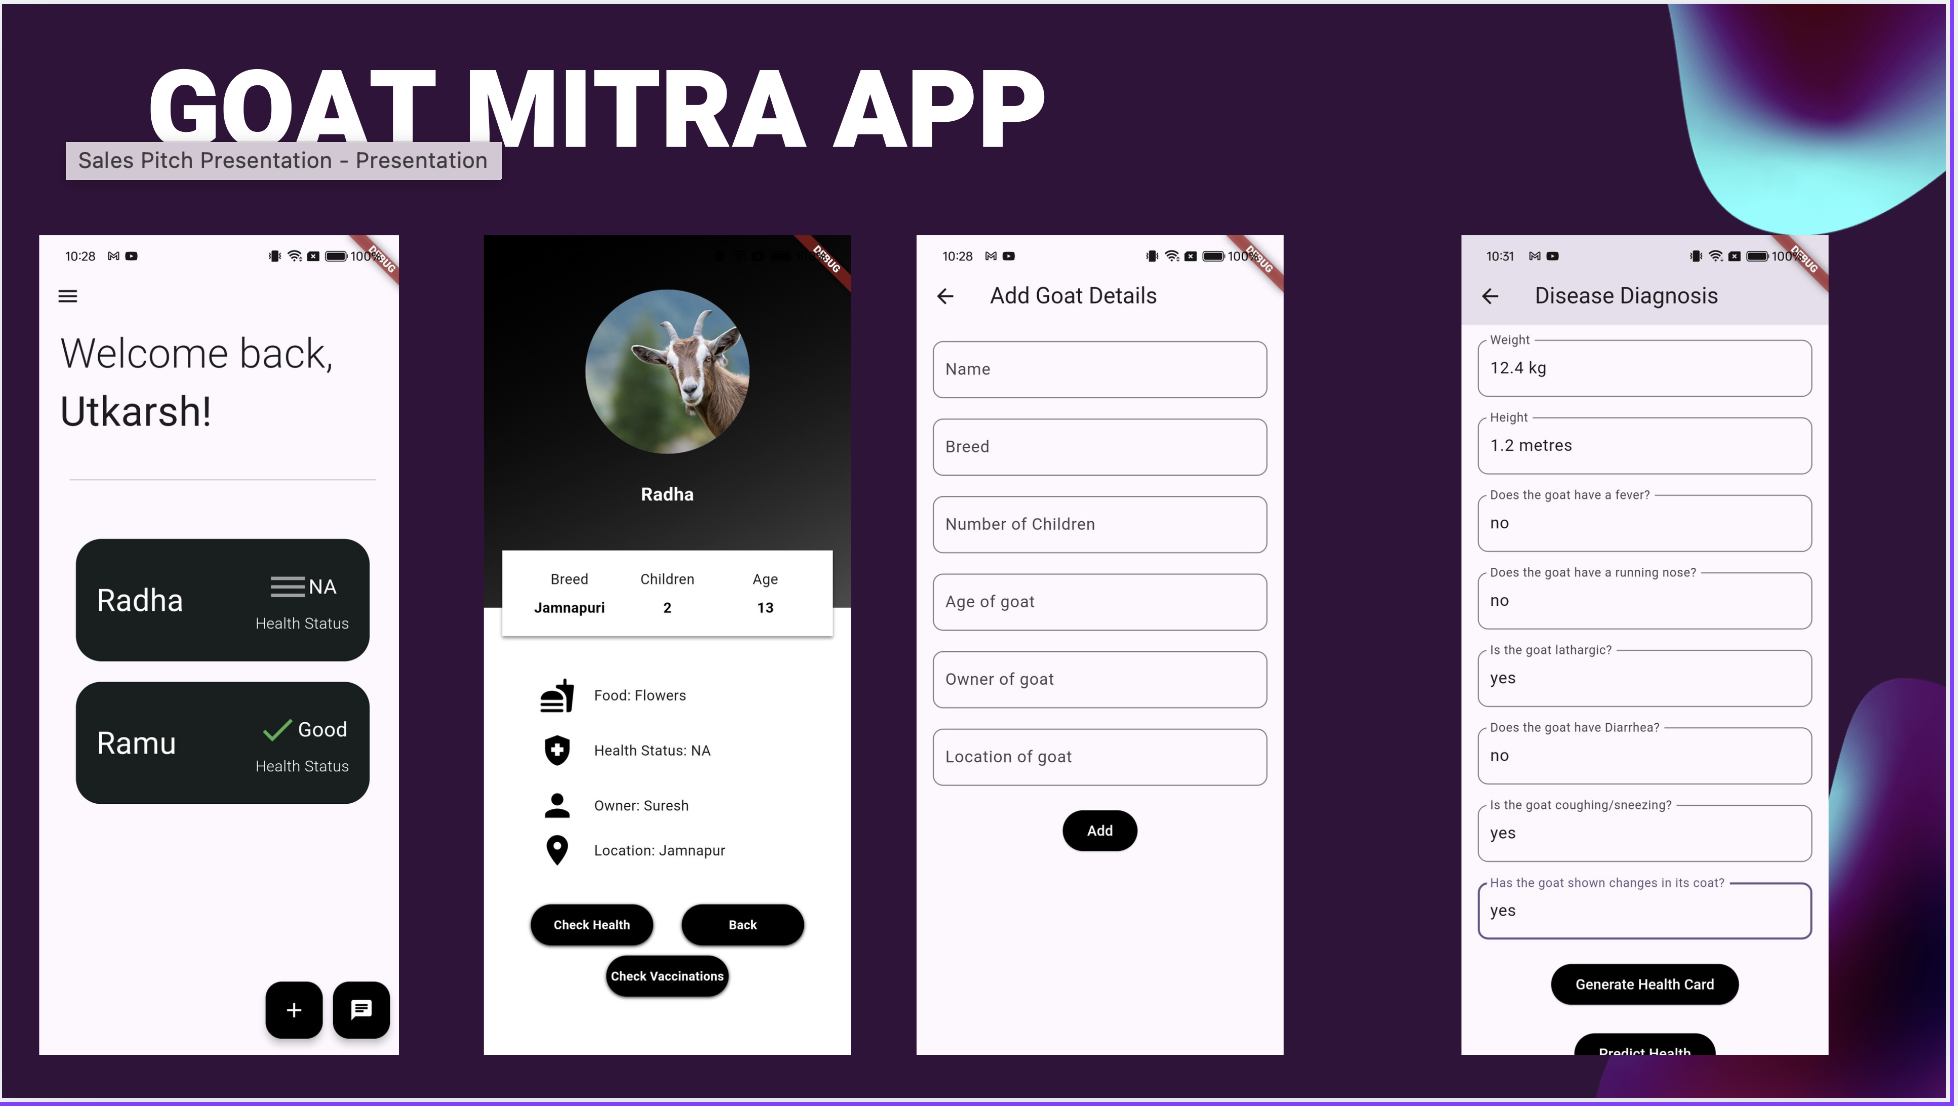 GOAT MITRA APP
Sales Pitch Presentation - Presentation
10:28
100%
DEBUG
Welcome back,
Utkarsh!
Radha
NA
Health Status
Ramu
Good
Health Status
DEBUG
Radha
Breed Children Age
Jamnapuri 2 13
Food: Flowers
Health Status: NA
Owner: Suresh
Location: Jamnapur
Check Health Back
Check Vaccinations
10:28
100%
DEBUG
Add Goat Details
Name
Breed
Number of Children
Age of goat
Owner of goat
Location of goat
Add
10:31
100%
DEBUG
Disease Diagnosis
Weight
12.4 kg
Height
1.2 metres
Does the goat have a fever?
no
Does the goat have a running nose?
no
Is the goat lathargic?
yes
Does the goat have Diarrhea?
no
Is the goat coughing/sneezing?
yes
Has the goat shown changes in its coat?
yes
Generate Health Card
Predict Health